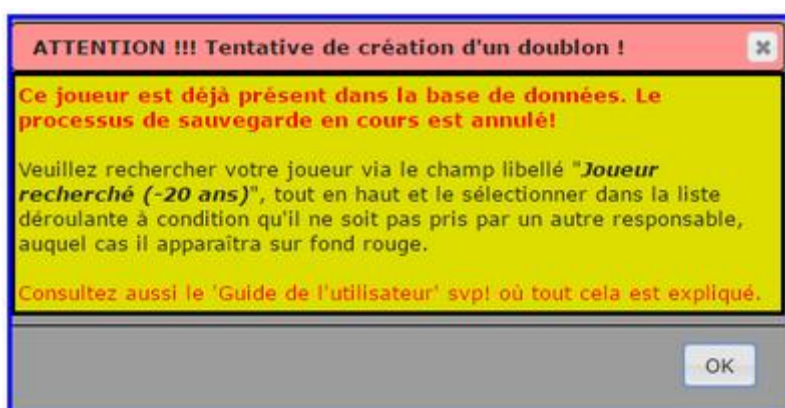 ATTENTION !!! Tentative de création d'un doublon !
Ce joueur est déjà présent dans la base de données. Le
processus de sauvegarde en cours est annulé!
Veuillez rechercher votre joueur via le champ libellé "Joueur
recherché (-20 ans)", tout en haut et le sélectionner dans la liste
déroulante à condition qu'il ne soit pas pris par un autre responsable,
auquel cas il apparaîtra sur fond rouge.
Consultez aussi le 'Guide de l'utilisateur' svp! où tout cela est expliqué.
OK